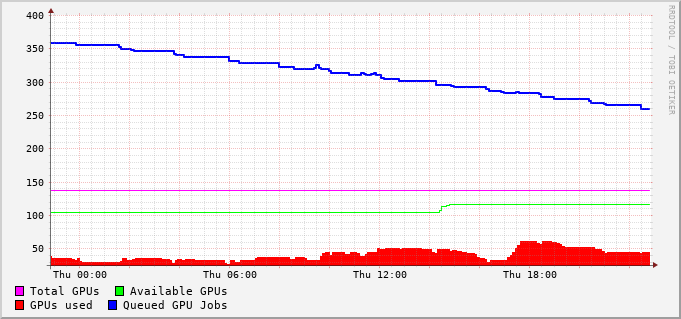 400
350
300
250
200
150
100
50
Thu 00:00 Thu 06:00 Thu 12:00 Thu 18:00
Total GPUs Available GPUs
GPUs used Queued GPU Jobs
RRDTOOL / TOBI OETIKER